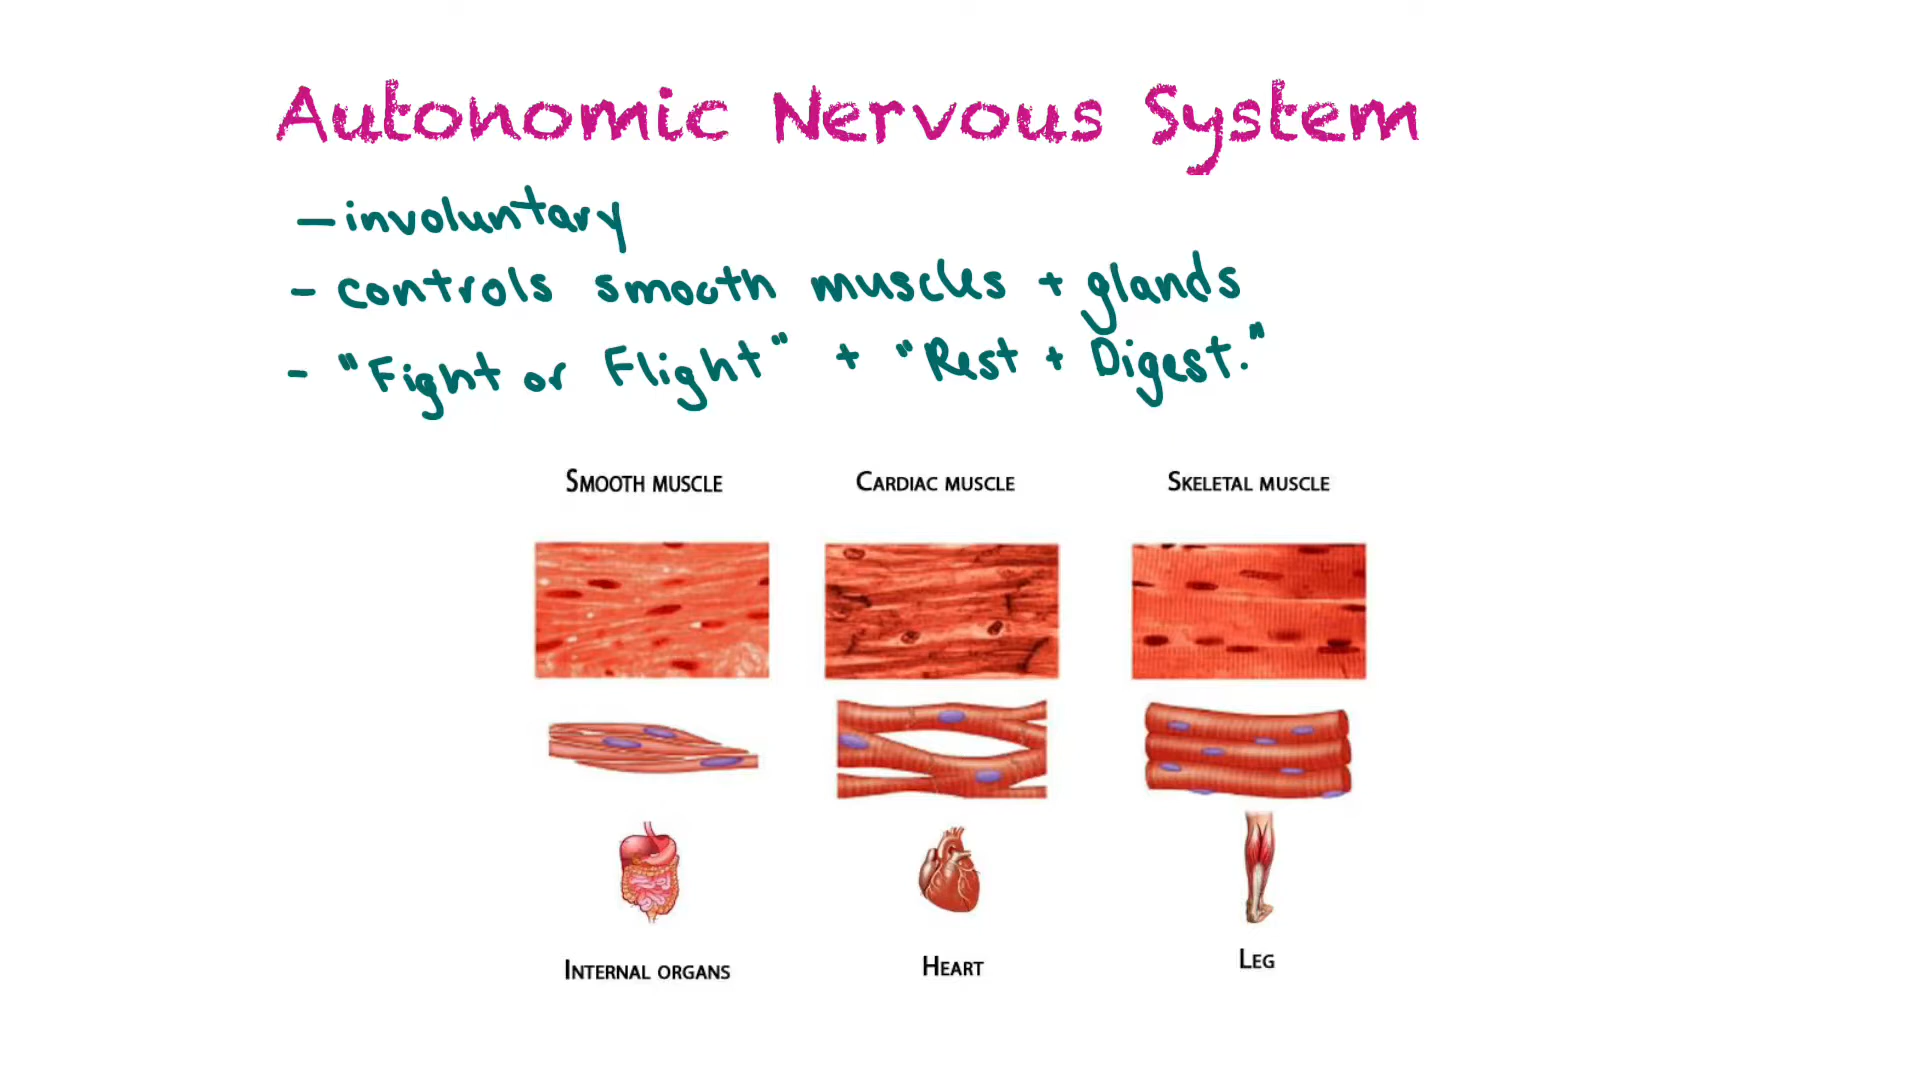 Autonomic Nervous System
- involuntary
- controls smooth muscles + glands
- "Fight or Flight" + "Rest + Digest."
SMOOTH MUSCLE CARDIAC MUSCLE SKELETAL MUSCLE
INTERNAL ORGANS HEART LEG